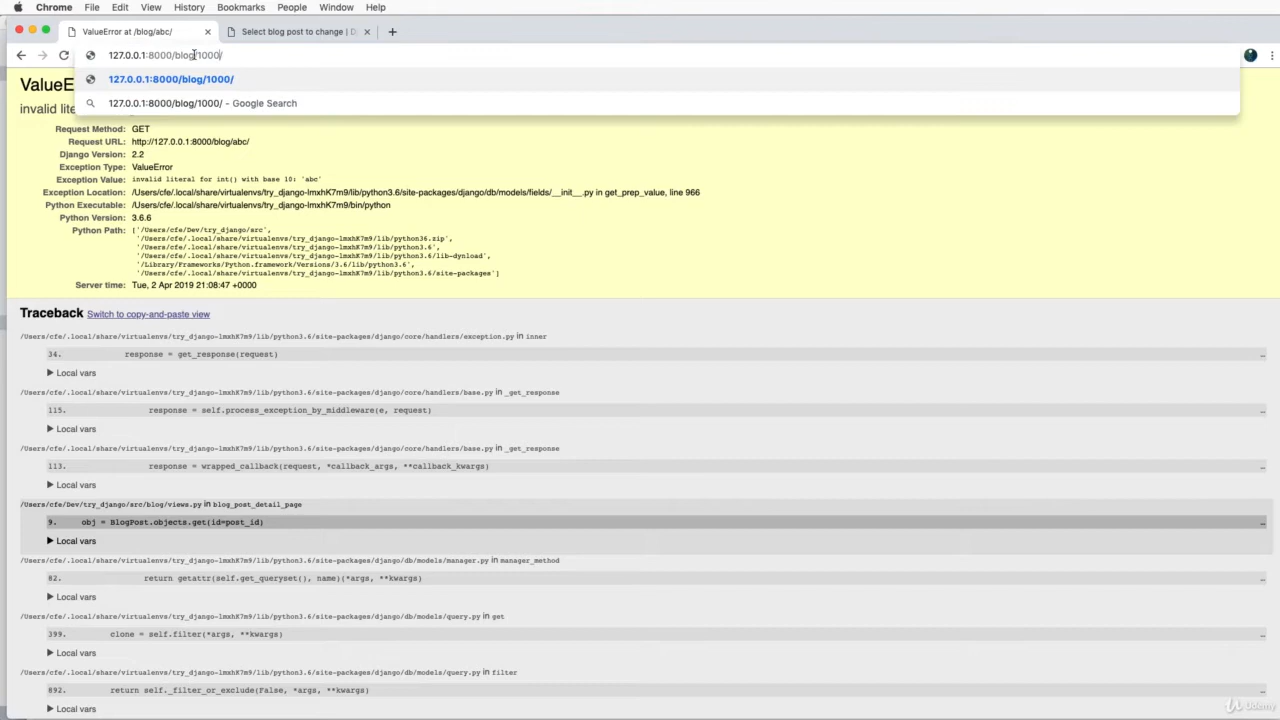 Chrome File Edit View History Bookmarks People Window Help
ValueError at /blog/abc/
Select blog post to change | D
127.0.0.1:8000/blog/1000/
127.0.0.1:8000/blog/1000/
127.0.0.1:8000/blog/1000/ – Google Search
ValueE
invalid lite
Request Method: GET
Request URL: http://127.0.0.1:8000/blog/abc/
Django Version: 2.2
Exception Type: ValueError
Exception Value: invalid literal for int() with base 10: 'abc'
Exception Location: /Users/cfe/.local/share/virtualenvs/try_django-lmxhK7m9/lib/python3.6/site-packages/django/db/models/fields/__init__.py in get_prep_value, line 966
Python Executable: /Users/cfe/.local/share/virtualenvs/try_django-lmxhK7m9/bin/python
Python Version: 3.6.6
Python Path: ['/Users/cfe/Dev/try_django/src',
'/Users/cfe/.local/share/virtualenvs/try_django-lmxhK7m9/lib/python36.zip',
'/Users/cfe/.local/share/virtualenvs/try_django-lmxhK7m9/lib/python3.6',
'/Users/cfe/.local/share/virtualenvs/try_django-lmxhK7m9/lib/python3.6/lib-dynload',
'/Library/Frameworks/Python.framework/Versions/3.6/lib/python3.6',
'/Users/cfe/.local/share/virtualenvs/try_django-lmxhK7m9/lib/python3.6/site-packages']
Server time: Tue, 2 Apr 2019 21:08:47 +0000
Traceback Switch to copy-and-paste view
/Users/cfe/.local/share/virtualenvs/try_django-lmxhK7m9/lib/python3.6/site-packages/django/core/handlers/exception.py in inner
34. response = get_response(request) …
▶ Local vars
/Users/cfe/.local/share/virtualenvs/try_django-lmxhK7m9/lib/python3.6/site-packages/django/core/handlers/base.py in _get_response
115. response = self.process_exception_by_middleware(e, request) …
▶ Local vars
/Users/cfe/.local/share/virtualenvs/try_django-lmxhK7m9/lib/python3.6/site-packages/django/core/handlers/base.py in _get_response
113. response = wrapped_callback(request, *callback_args, **callback_kwargs) …
▶ Local vars
/Users/cfe/Dev/try_django/src/blog/views.py in blog_post_detail_page
9. obj = BlogPost.objects.get(id=post_id) …
▶ Local vars
/Users/cfe/.local/share/virtualenvs/try_django-lmxhK7m9/lib/python3.6/site-packages/django/db/models/manager.py in manager_method
82. return getattr(self.get_queryset(), name)(*args, **kwargs) …
▶ Local vars
/Users/cfe/.local/share/virtualenvs/try_django-lmxhK7m9/lib/python3.6/site-packages/django/db/models/query.py in get
399. clone = self.filter(*args, **kwargs) …
▶ Local vars
/Users/cfe/.local/share/virtualenvs/try_django-lmxhK7m9/lib/python3.6/site-packages/django/db/models/query.py in filter
892. return self._filter_or_exclude(False, *args, **kwargs) …
▶ Local vars
Udemy